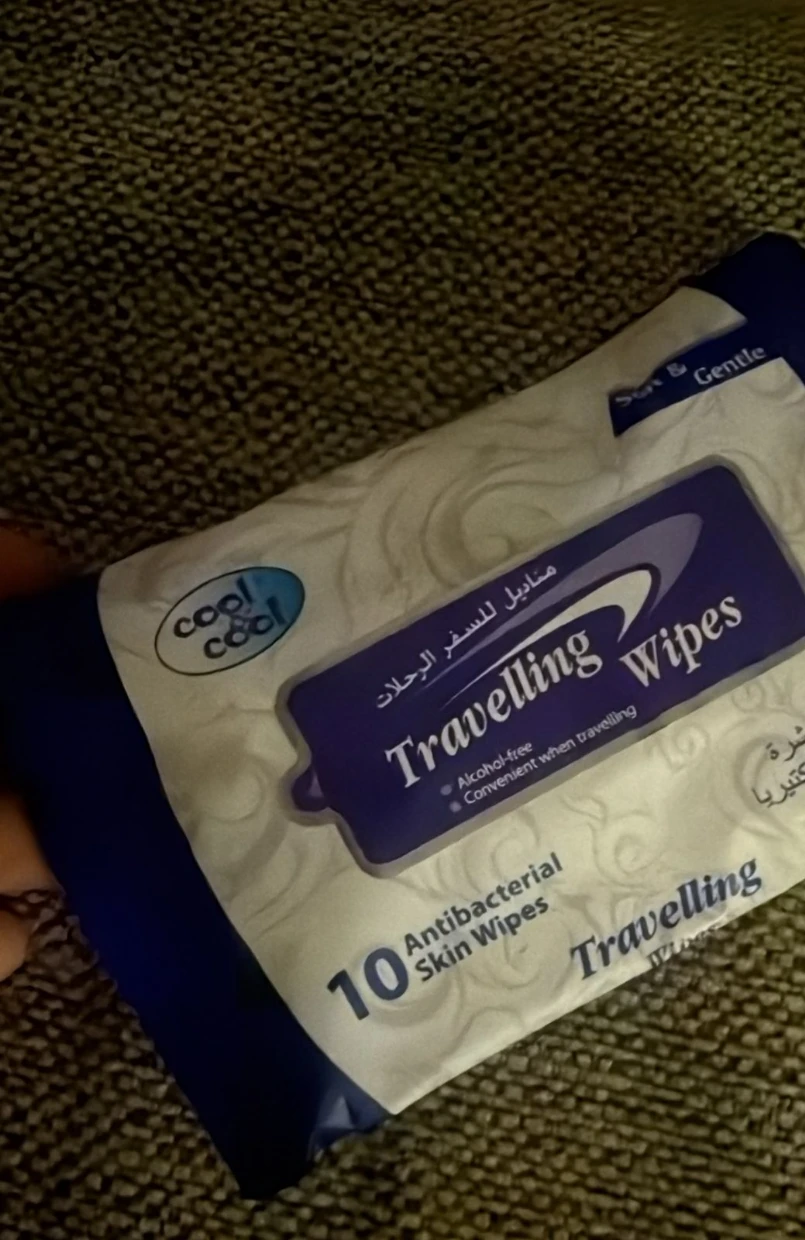 Soft &
Gentle
cool
&
cool
مناديل للسفر الرحلات
Travelling
Wipes
Alcohol-free
Convenient when travelling
10
Antibacterial
Skin Wipes
Travelling
Wipes